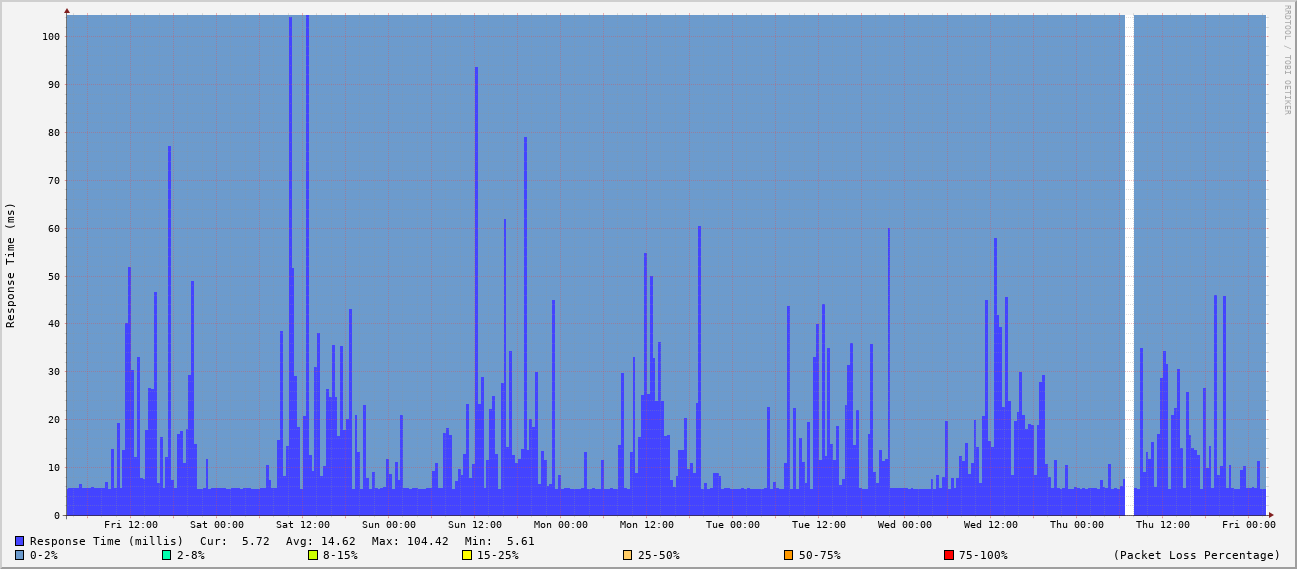 RRDTOOL / TOBI OETIKER
Response Time (ms)
100
90
80
70
60
50
40
30
20
10
0
Fri 12:00 Sat 00:00 Sat 12:00 Sun 00:00 Sun 12:00 Mon 00:00 Mon 12:00 Tue 00:00 Tue 12:00 Wed 00:00 Wed 12:00 Thu 00:00 Thu 12:00 Fri 00:00
Response Time (millis) Cur: 5.72 Avg: 14.62 Max: 104.42 Min: 5.61
0-2% 2-8% 8-15% 15-25% 25-50% 50-75% 75-100% (Packet Loss Percentage)